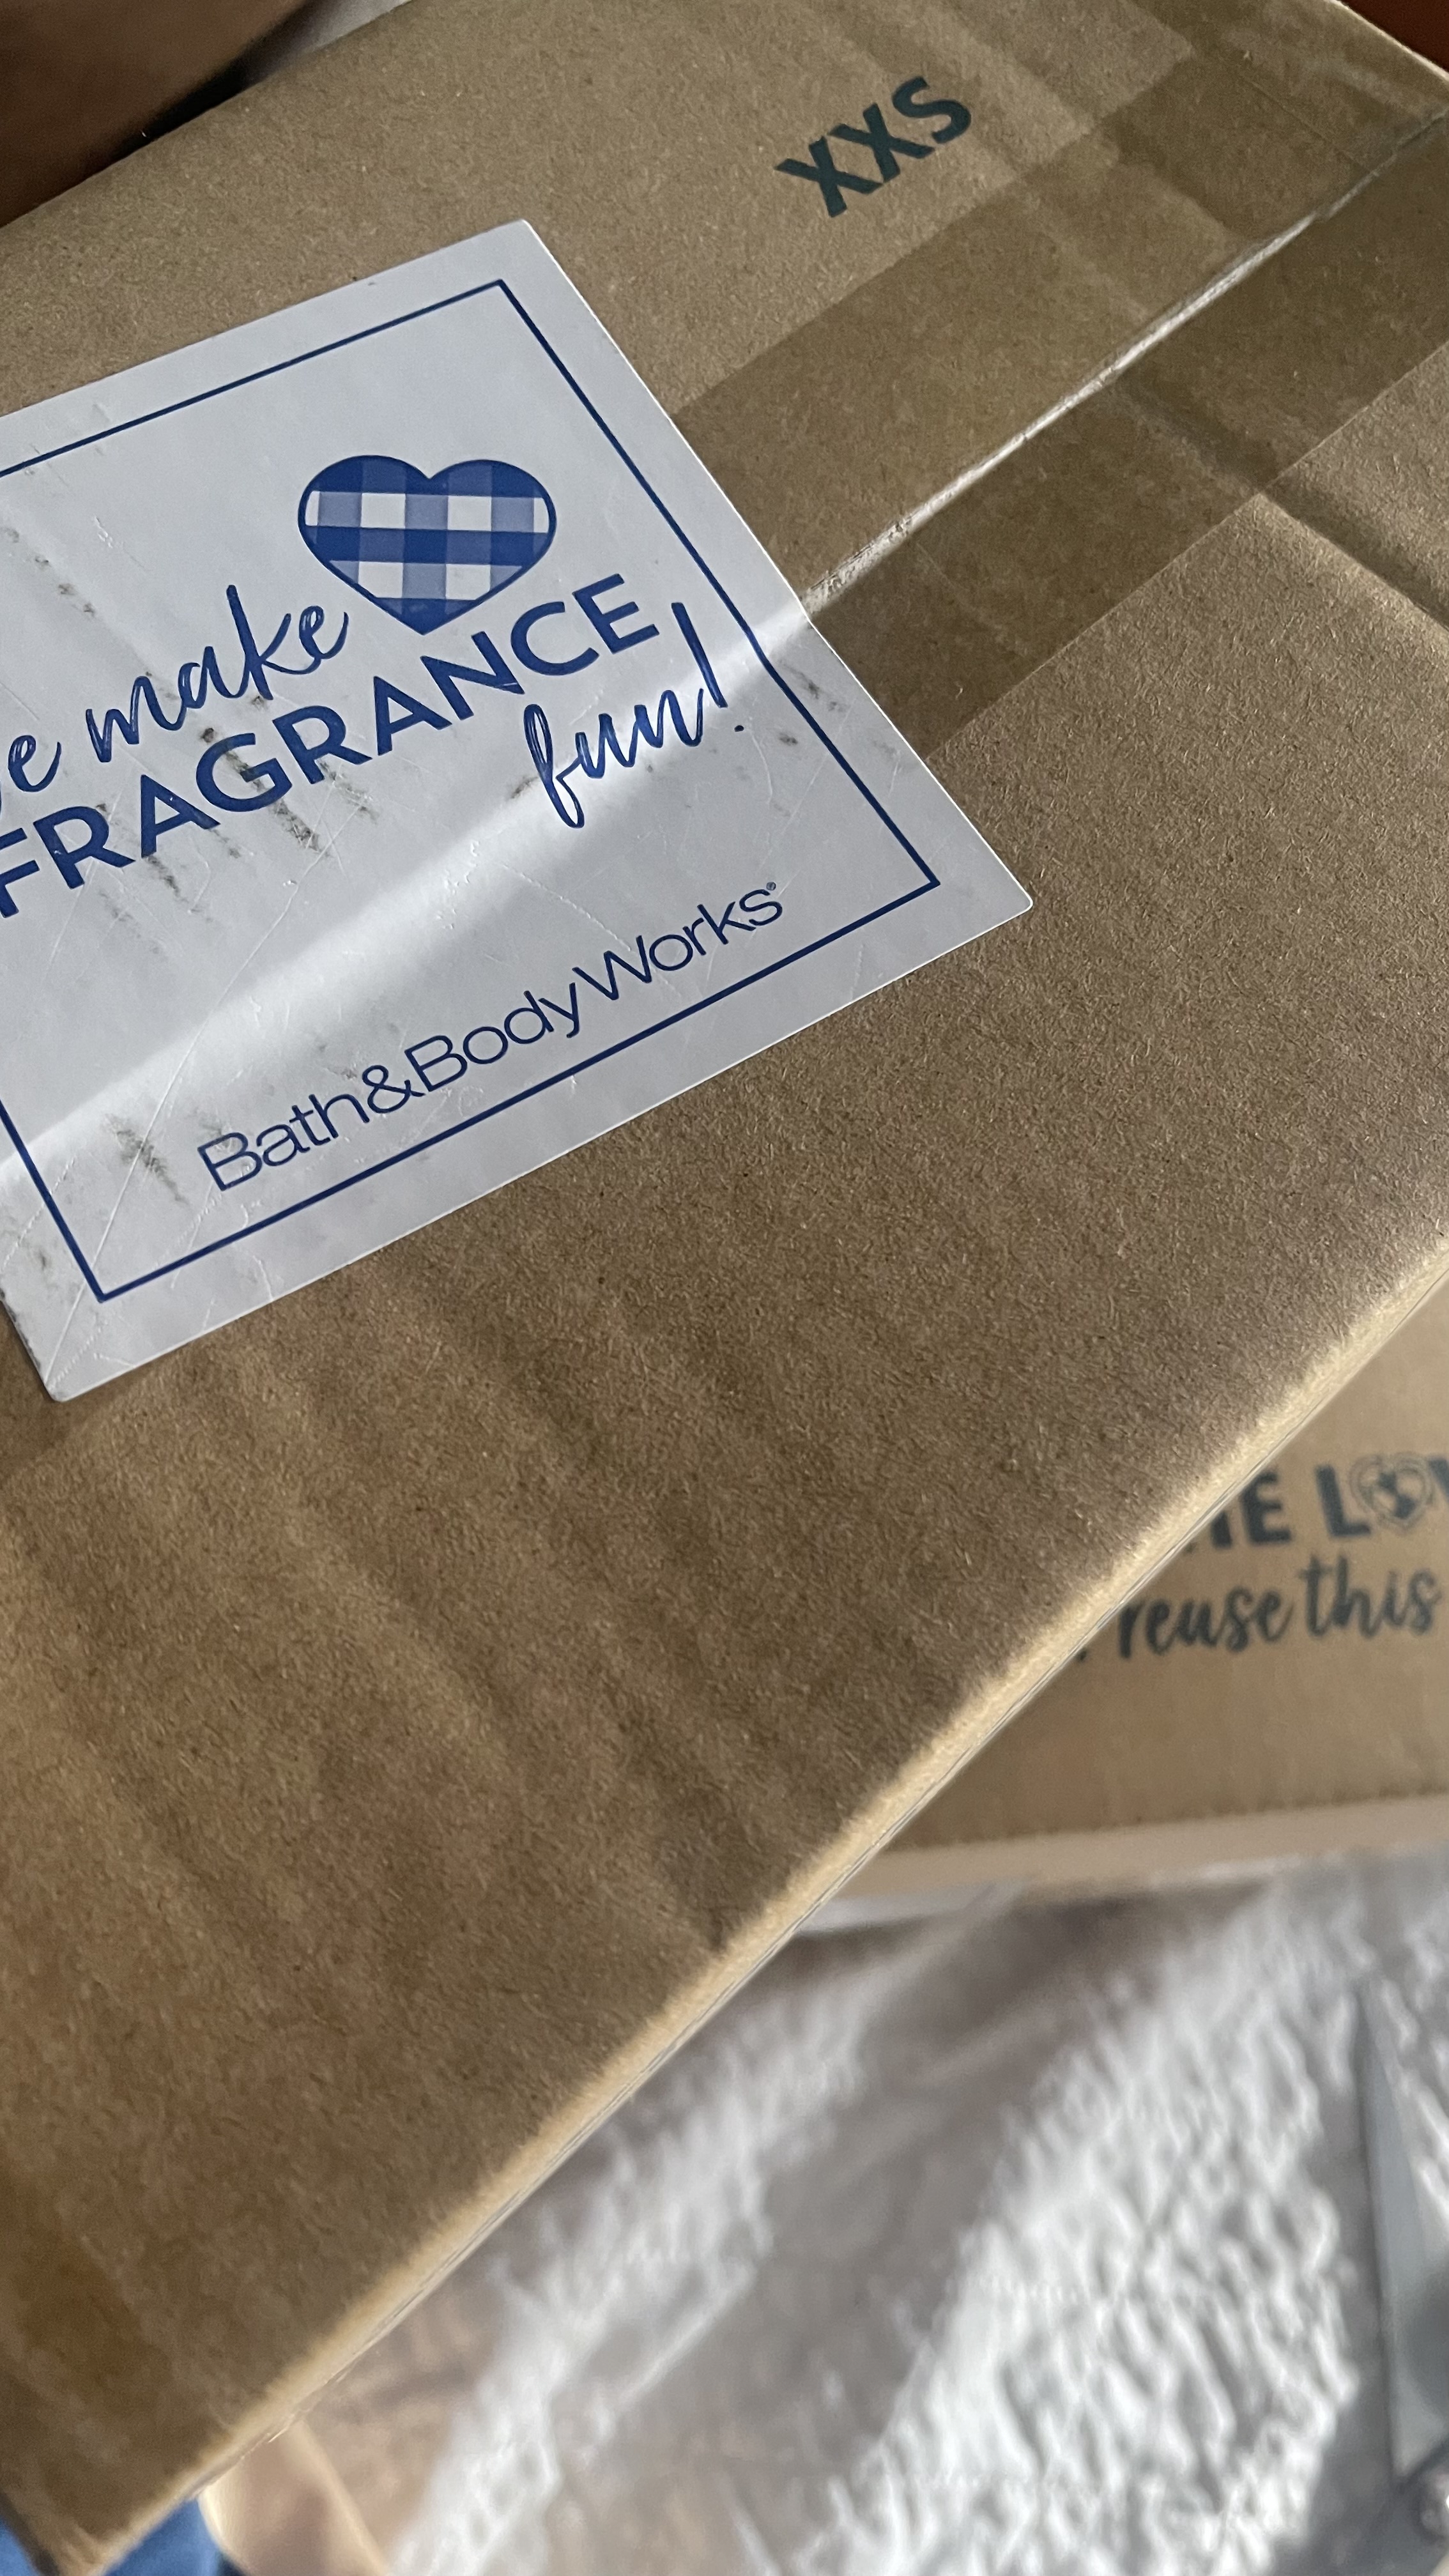 XXS
make
FRAGRANCE
fun!
Bath&BodyWorks®
reuse this